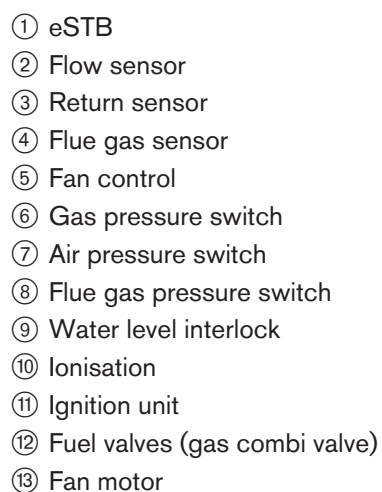 ① eSTB
② Flow sensor
③ Return sensor
④ Flue gas sensor
⑤ Fan control
⑥ Gas pressure switch
⑦ Air pressure switch
⑧ Flue gas pressure switch
⑨ Water level interlock
⑩ Ionisation
⑪ Ignition unit
⑫ Fuel valves (gas combi valve)
⑬ Fan motor